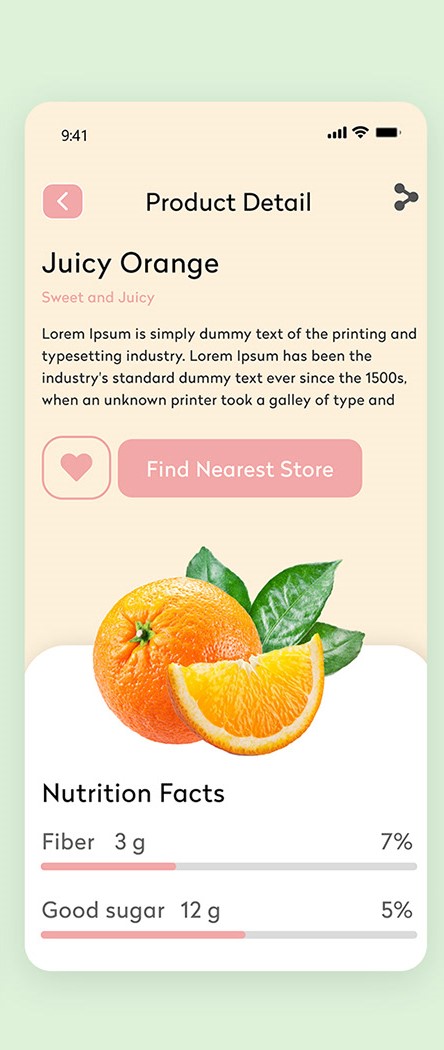 9:41
Product Detail
Juicy Orange
Sweet and Juicy
Lorem Ipsum is simply dummy text of the printing and
typesetting industry. Lorem Ipsum has been the
industry's standard dummy text ever since the 1500s,
when an unknown printer took a galley of type and
Find Nearest Store
Nutrition Facts
Fiber 3 g 7%
Good sugar 12 g 5%